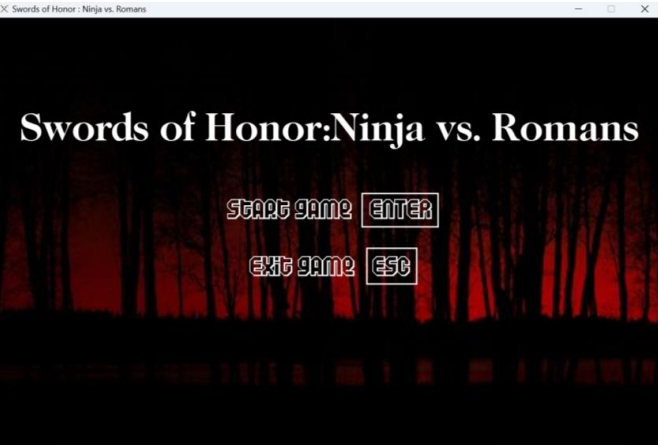 Swords of Honor : Ninja vs. Romans
Swords of Honor:Ninja vs. Romans
Start game ENTER
Exit game ESC